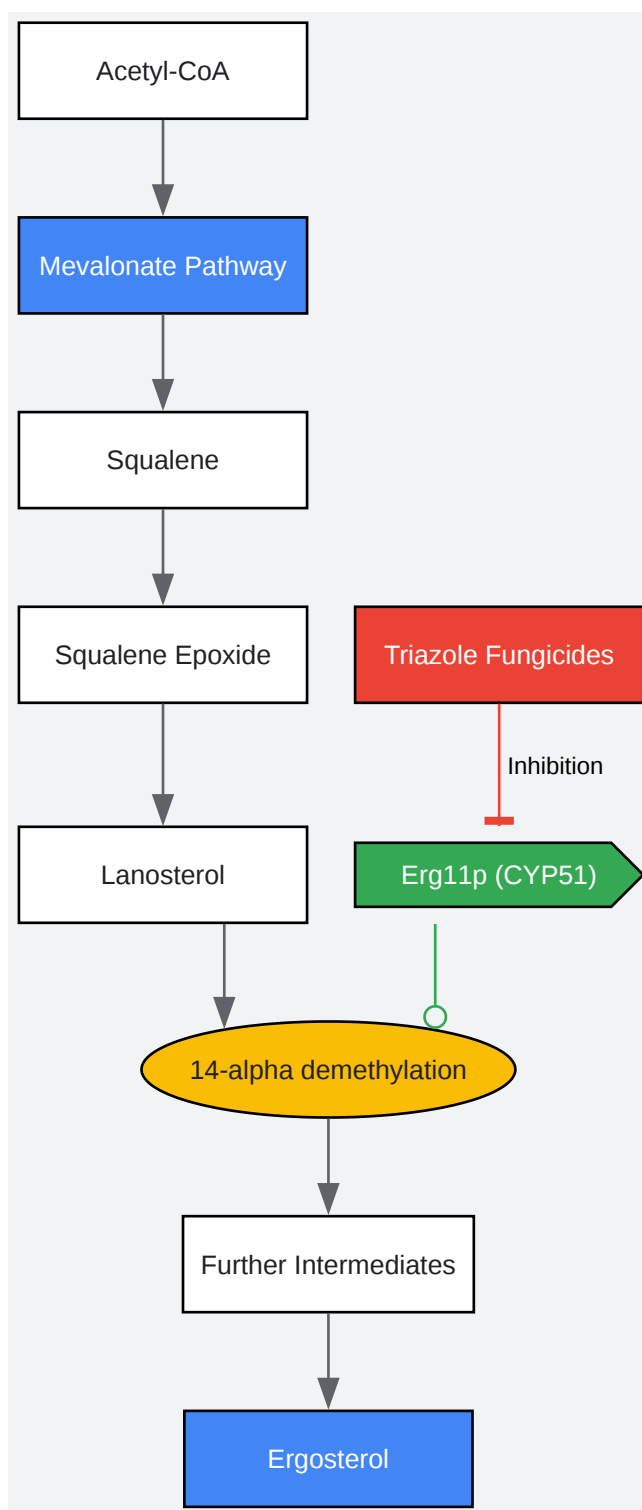 Acetyl-CoA
Mevalonate Pathway
Squalene
Squalene Epoxide
Triazole Fungicides
Inhibition
Lanosterol
Erg11p (CYP51)
14-alpha demethylation
Further Intermediates
Ergosterol